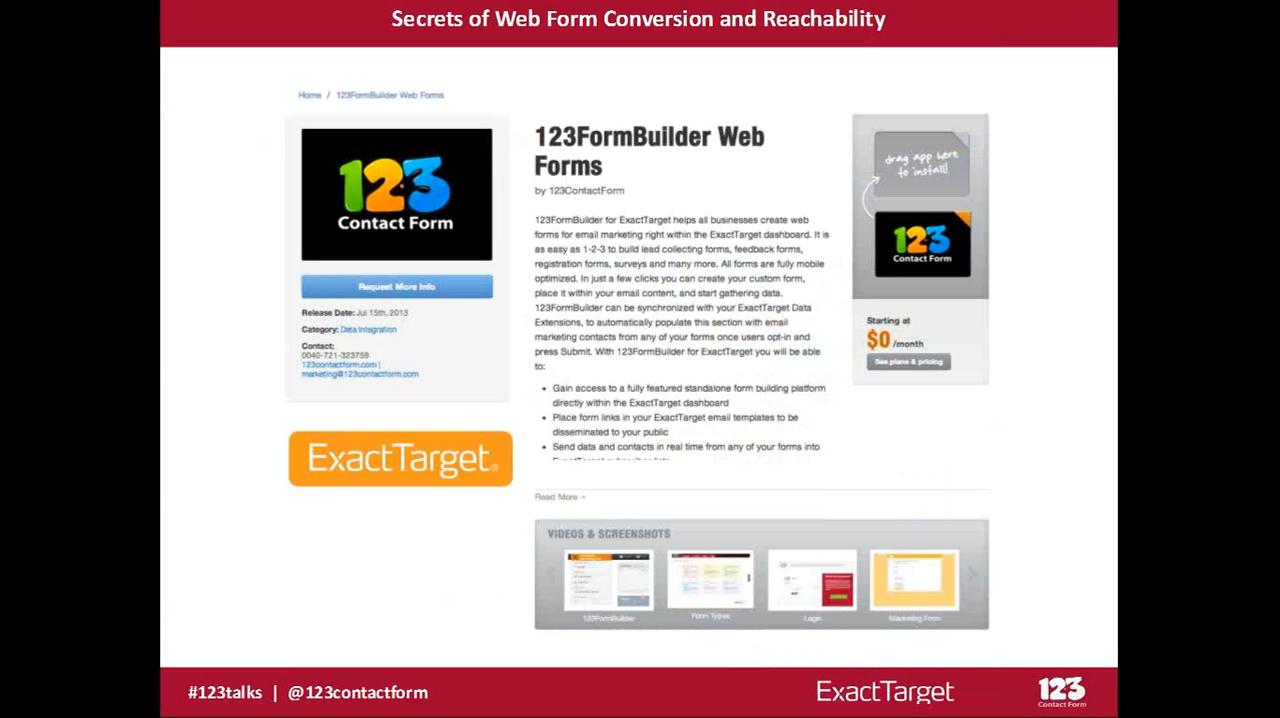 Secrets of Web Form Conversion and Reachability
Home / 123FormBuilder Web Forms
123
Contact Form
Request More Info
Release Date: Jul 15th, 2013
Category: Data Integration
Contact:
0040-721-323759
123contactform.com |
marketing@123contactform.com
ExactTarget®
123FormBuilder Web
Forms
by 123ContactForm
123FormBuilder for ExactTarget helps all businesses create web
forms for email marketing right within the ExactTarget dashboard. It is
as easy as 1-2-3 to build lead collecting forms, feedback forms,
registration forms, surveys and many more. All forms are fully mobile
optimized. In just a few clicks you can create your custom form,
place it within your email content, and start gathering data.
123FormBuilder can be synchronized with your ExactTarget Data
Extensions, to automatically populate this section with email
marketing contacts from any of your forms once users opt-in and
press Submit. With 123FormBuilder for ExactTarget you will be able
to:
• Gain access to a fully featured standalone form building platform
directly within the ExactTarget dashboard
• Place form links in your ExactTarget email templates to be
disseminated to your public
• Send data and contacts in real time from any of your forms into
Read More
drag app here
to install!
123
Contact Form
Starting at
$0 /month
See plans & pricing
VIDEOS & SCREENSHOTS
123FormBuilder
Form Types
Login
Marketing Form
#123talks | @123contactform
ExactTarget
123
Contact Form